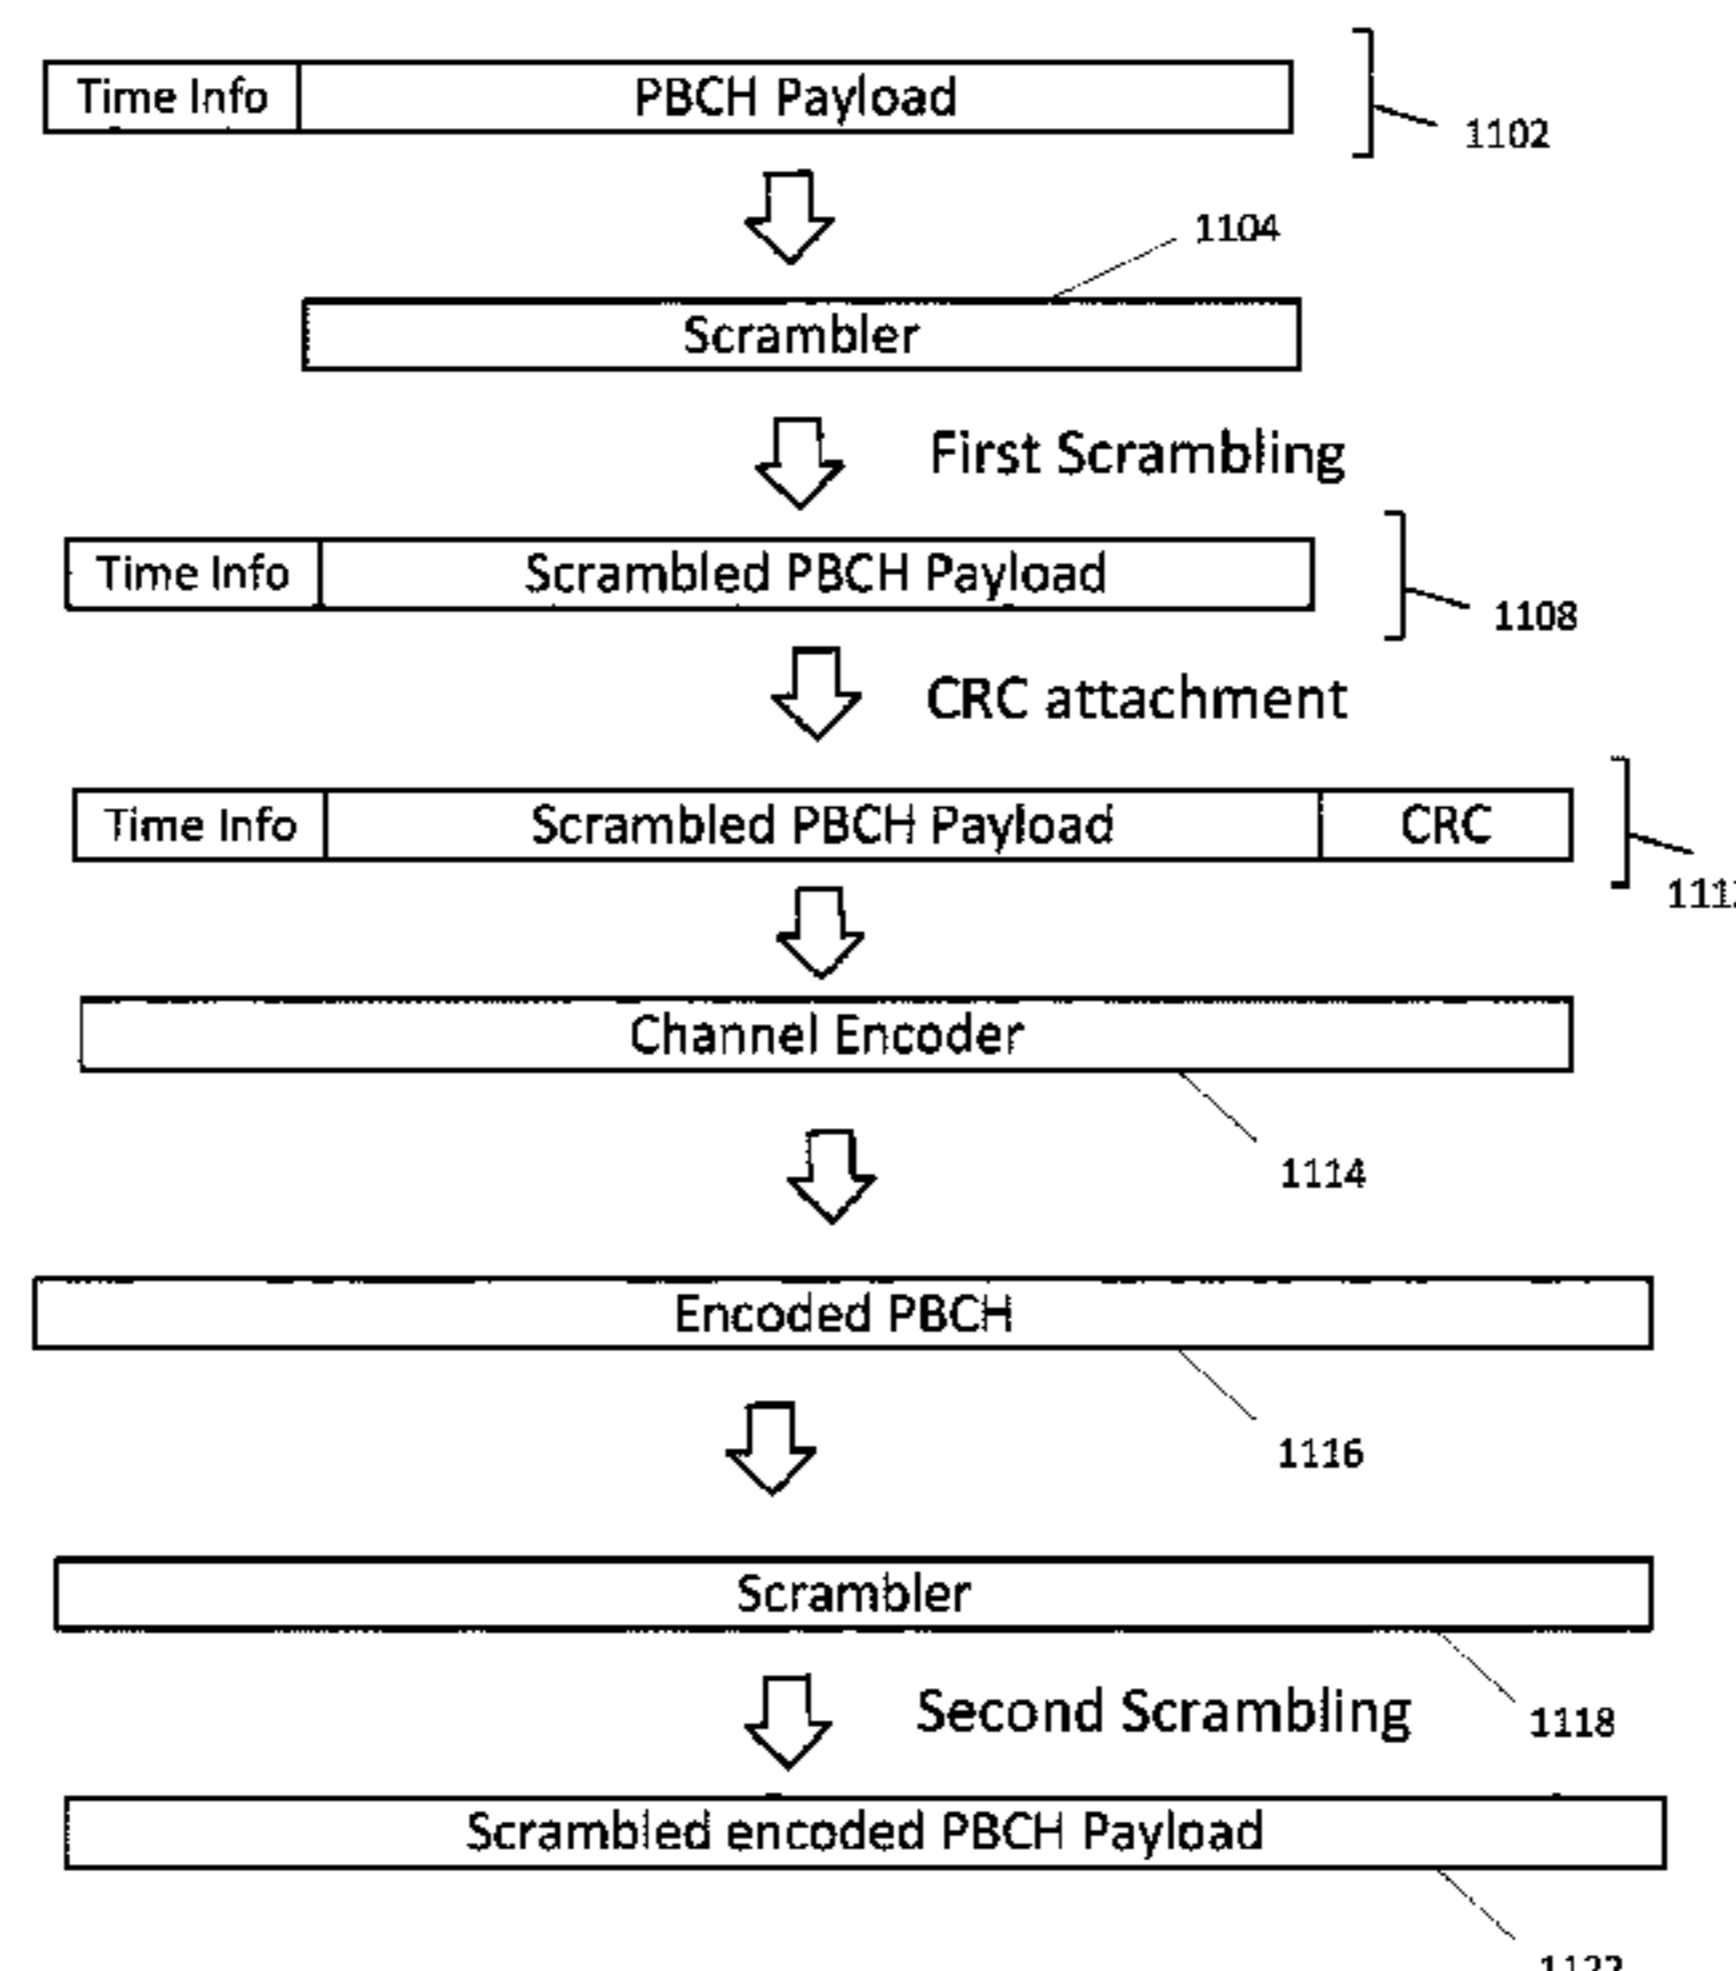 Time Info PBCH Payload
1102
1104
Scrambler
First Scrambling
Time Info Scrambled PBCH Payload
1108
CRC attachment
Time Info Scrambled PBCH Payload CRC
Channel Encoder
1114
Encoded PBCH
1116
Scrambler
Second Scrambling
1118
Scrambled encoded PBCH Payload